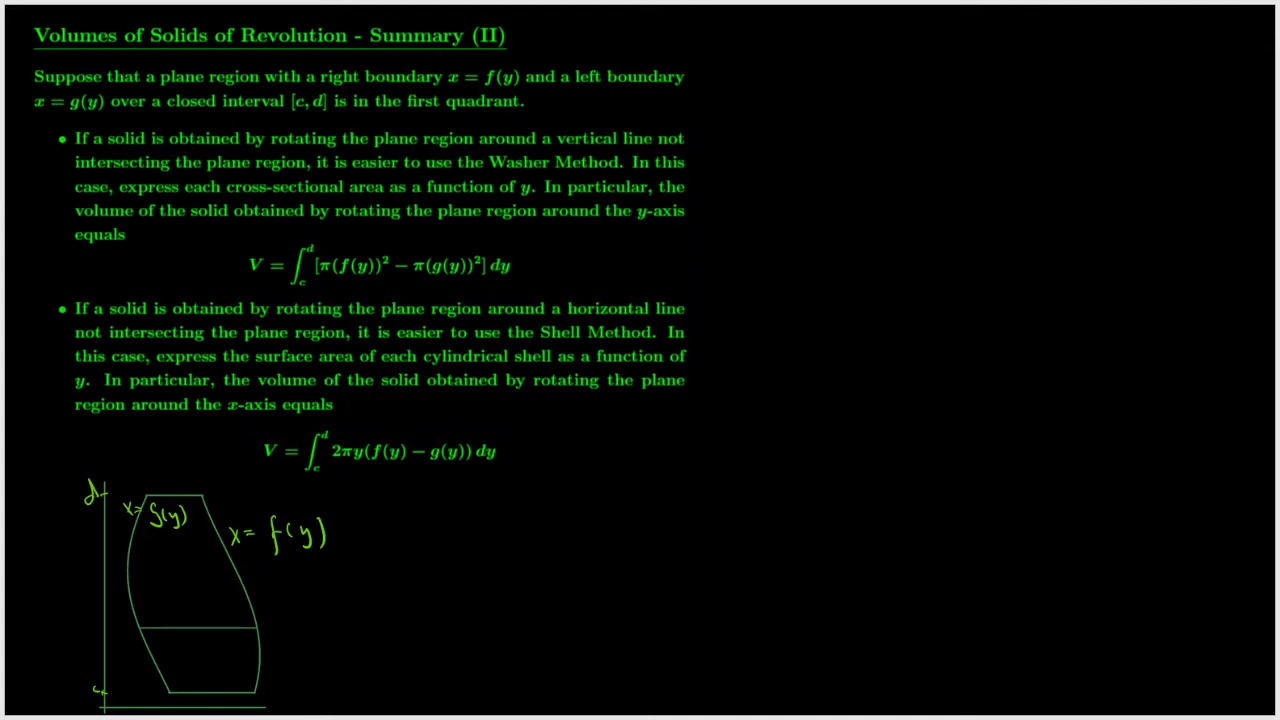 Volumes of Solids of Revolution - Summary (II)
Suppose that a plane region with a right boundary x = f(y) and a left boundary
x = g(y) over a closed interval [c, d] is in the first quadrant.
• If a solid is obtained by rotating the plane region around a vertical line not
intersecting the plane region, it is easier to use the Washer Method. In this
case, express each cross-sectional area as a function of y. In particular, the
volume of the solid obtained by rotating the plane region around the y-axis
equals
V = ∫_c^d [π(f(y))² − π(g(y))²] dy
• If a solid is obtained by rotating the plane region around a horizontal line
not intersecting the plane region, it is easier to use the Shell Method. In
this case, express the surface area of each cylindrical shell as a function of
y. In particular, the volume of the solid obtained by rotating the plane
region around the x-axis equals
V = ∫_c^d 2πy(f(y) − g(y)) dy
d
x = g(y)
x = f(y)
c